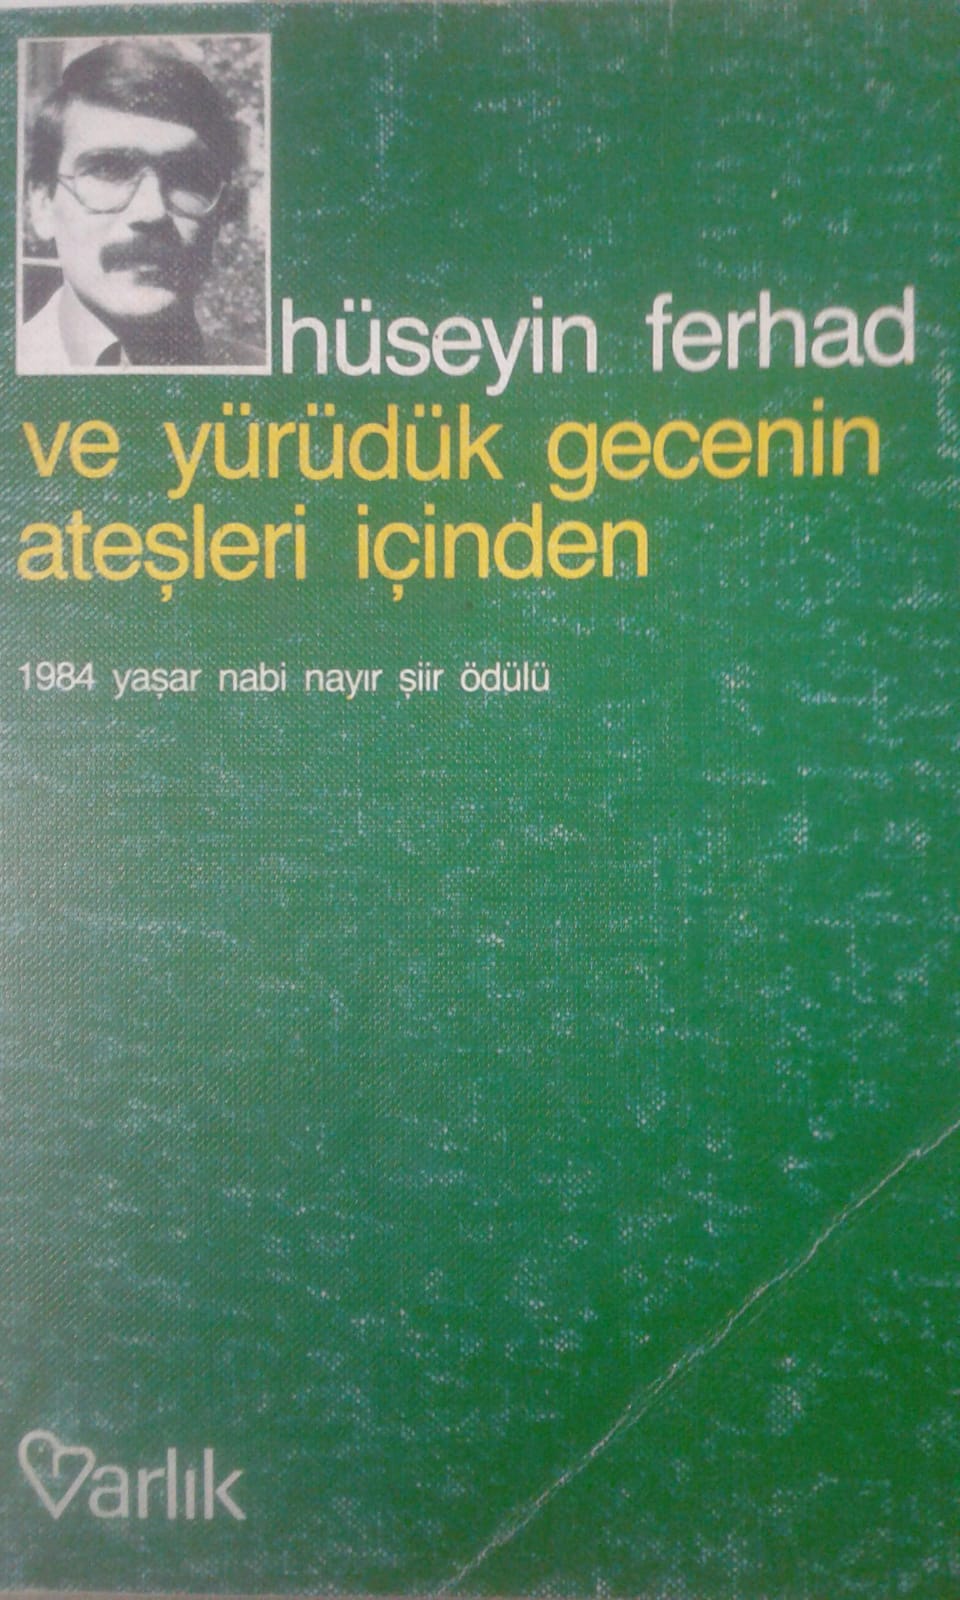 hüseyin ferhad
ve yürüdük gecenin
ateşleri içinden
1984 yaşar nabi nayır şiir ödülü
varlık